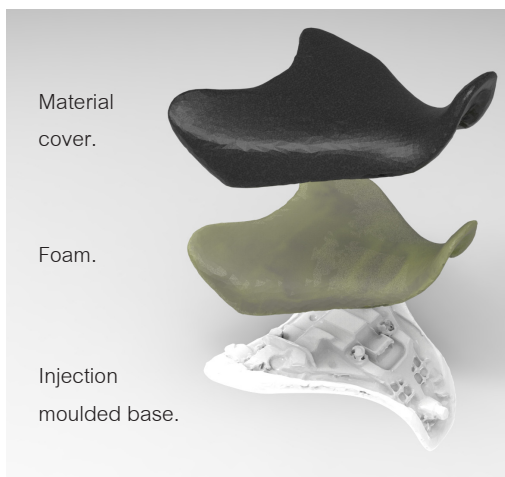 Material
cover.
Foam.
Injection
moulded base.